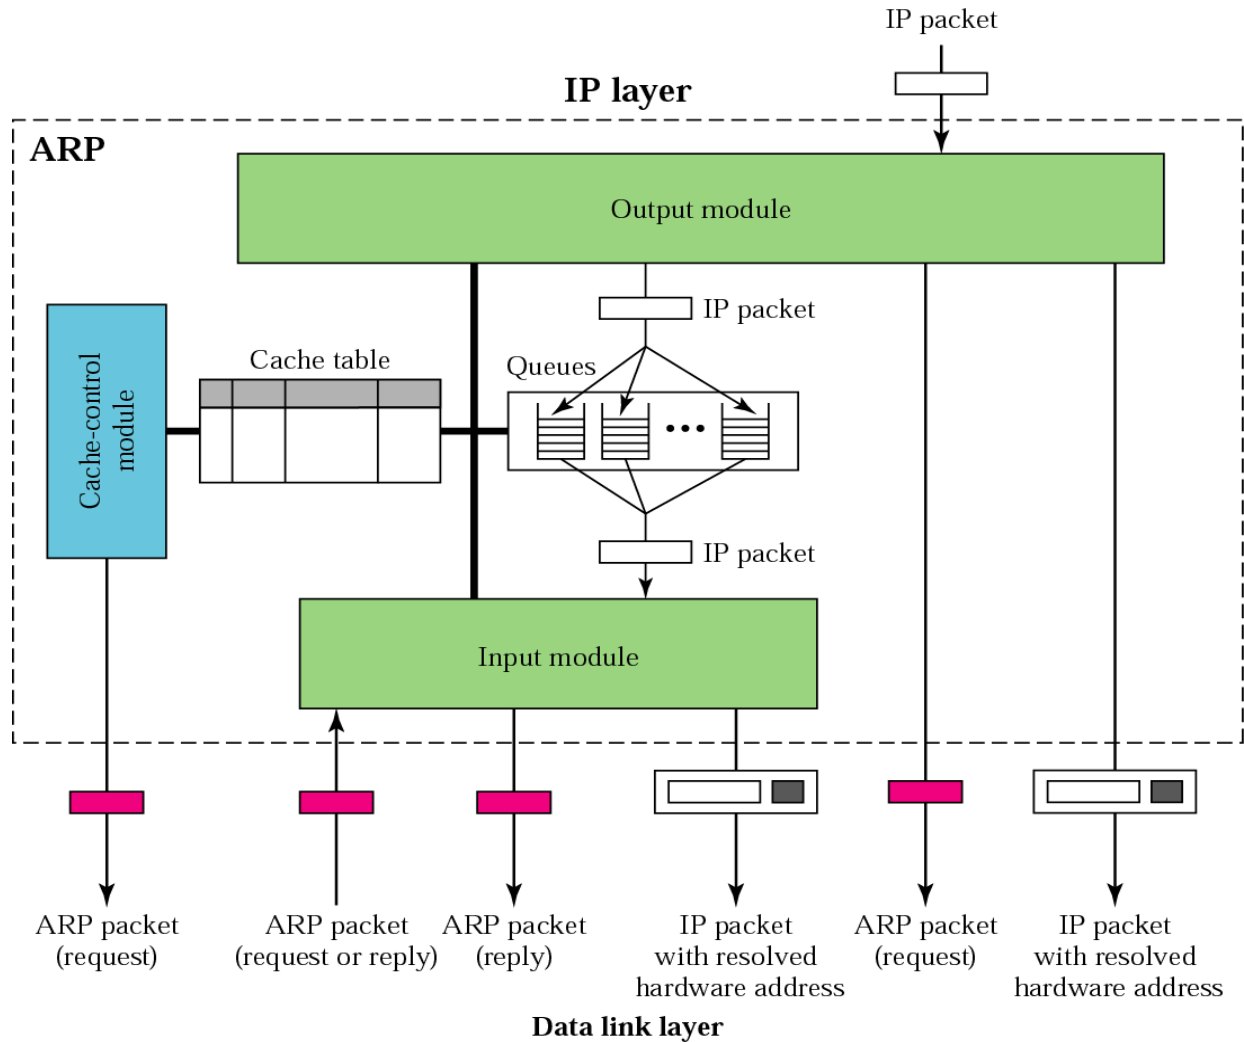 IP packet
IP layer
ARP
Output module
IP packet
Cache table
Queues
Cache-control
module
IP packet
Input module
ARP packet
(request)
ARP packet
(request or reply)
ARP packet
(reply)
IP packet
with resolved
hardware address
ARP packet
(request)
IP packet
with resolved
hardware address
Data link layer